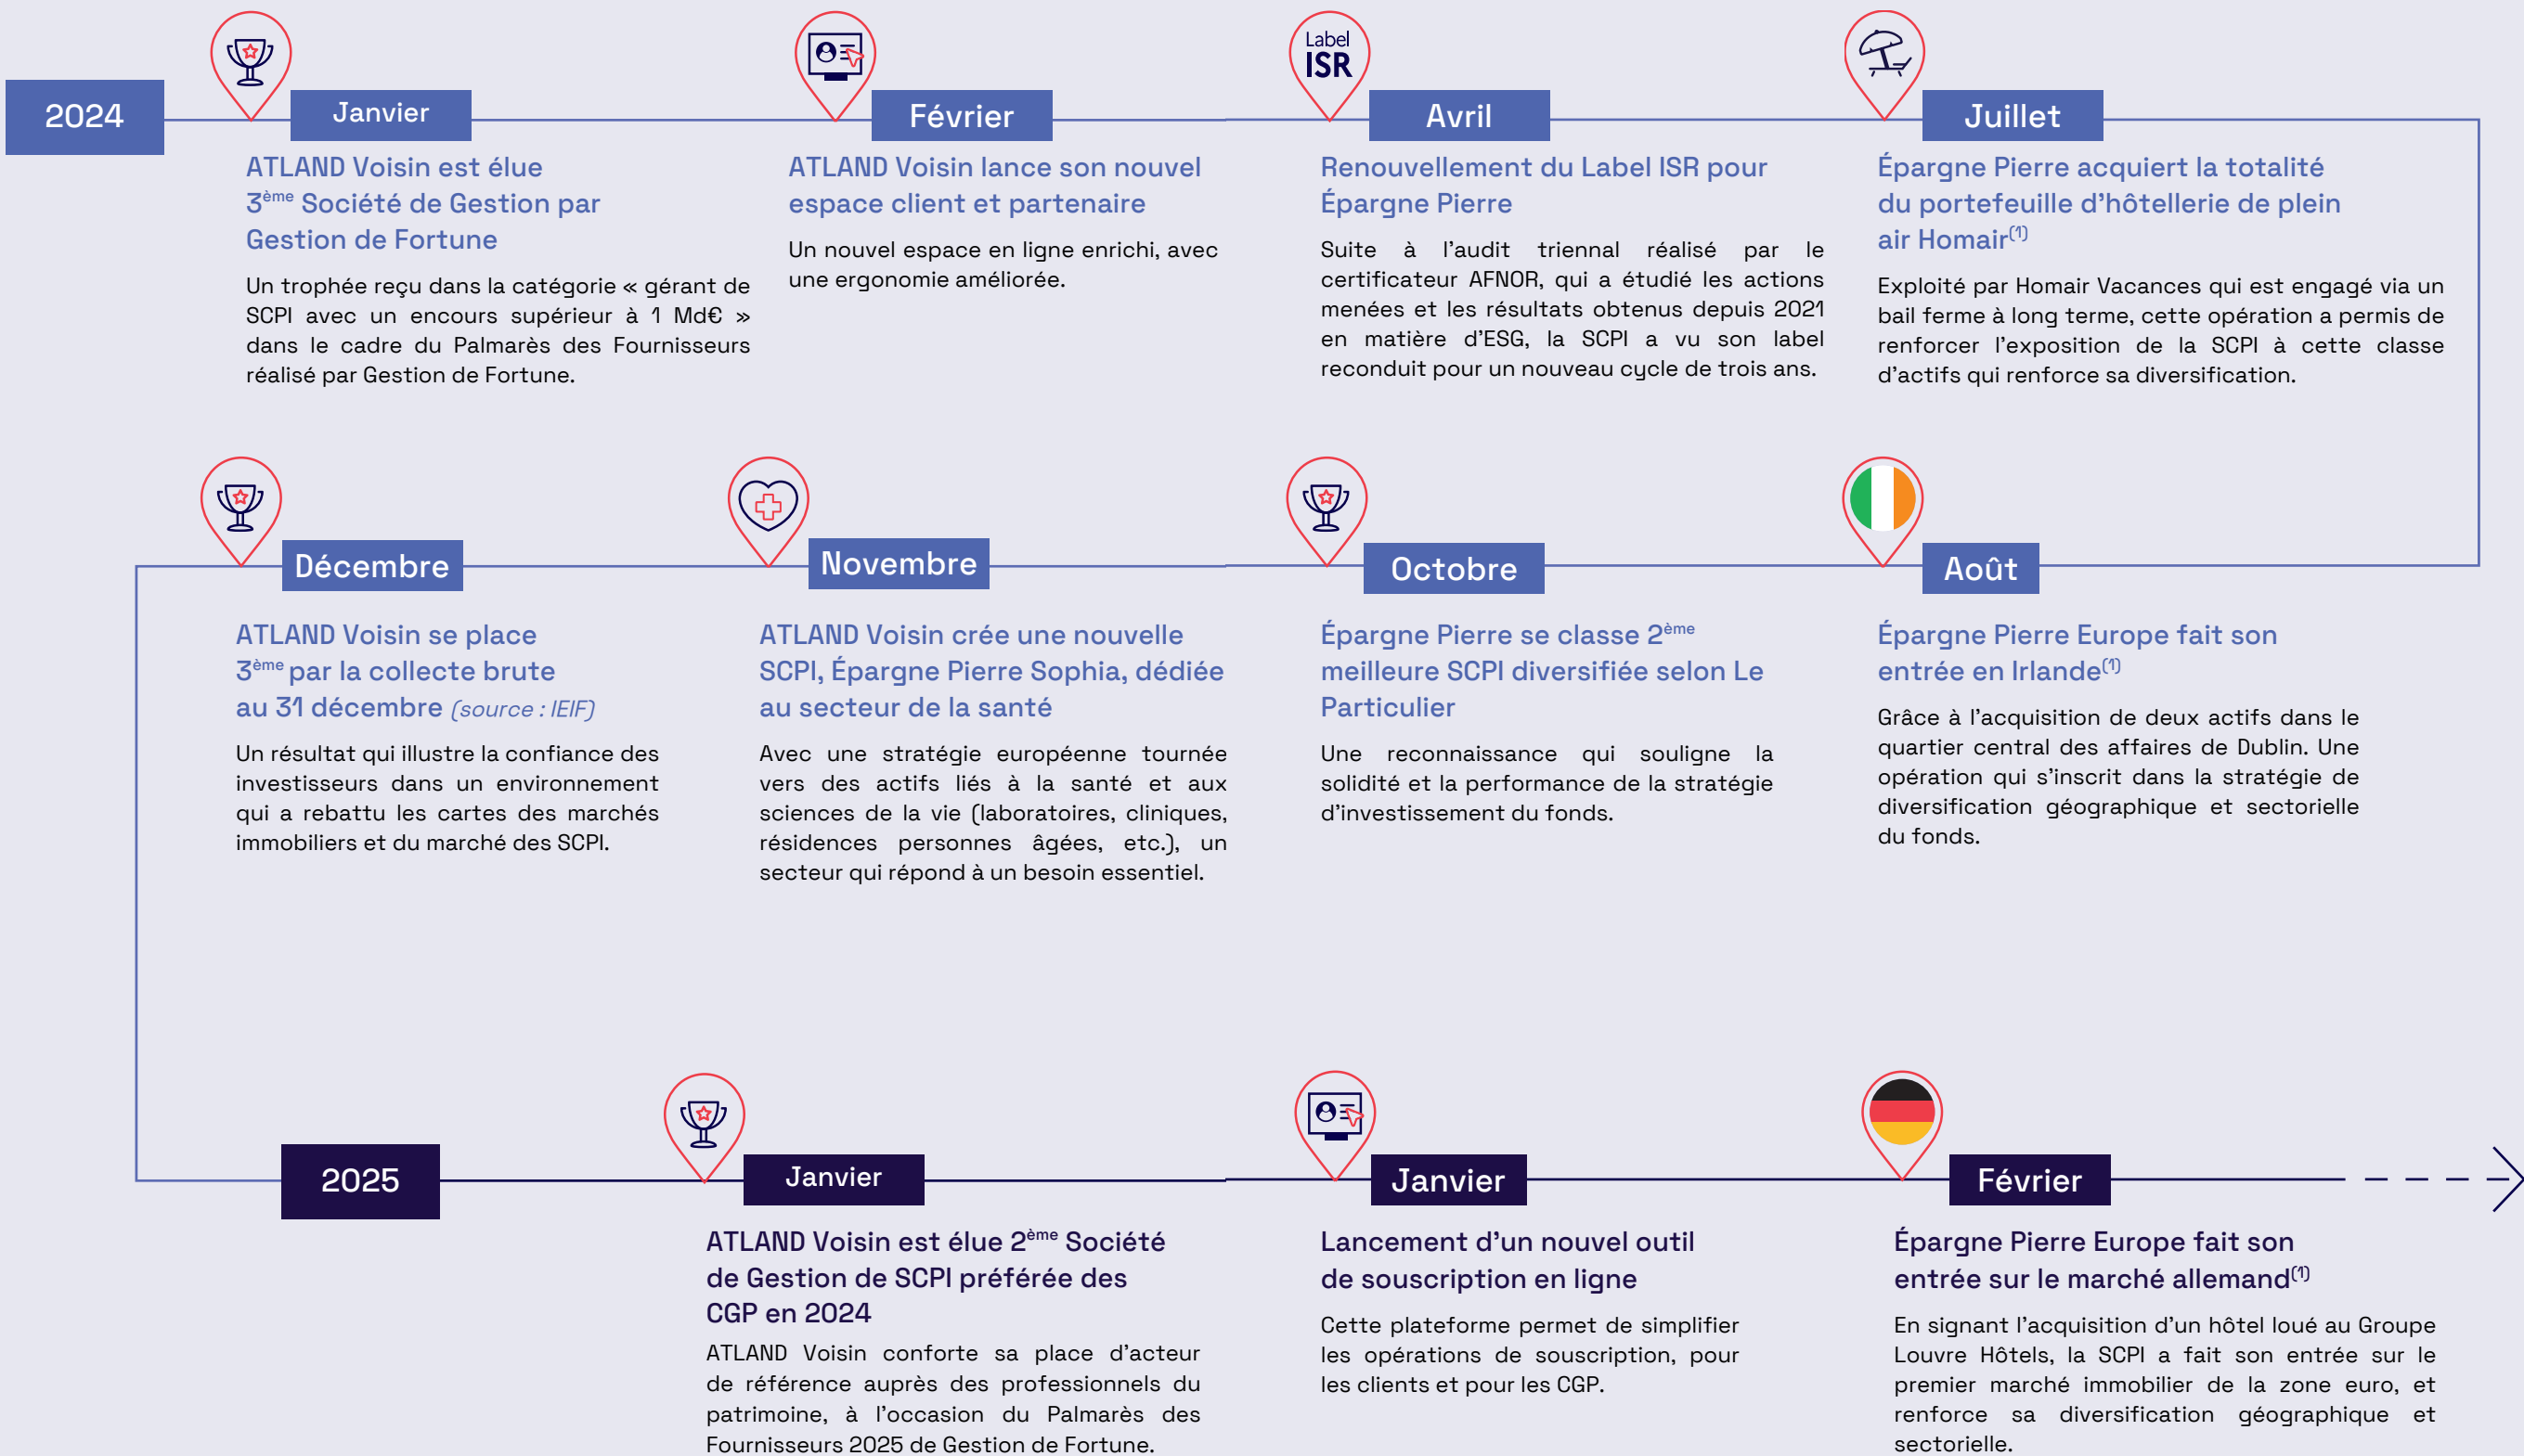 2024
Janvier
ATLAND Voisin est élue
3ème Société de Gestion par
Gestion de Fortune
Un trophée reçu dans la catégorie « gérant de
SCPI avec un encours supérieur à 1 Md€ »
dans le cadre du Palmarès des Fournisseurs
réalisé par Gestion de Fortune.
Février
ATLAND Voisin lance son nouvel
espace client et partenaire
Un nouvel espace en ligne enrichi, avec
une ergonomie améliorée.
Label
ISR
Avril
Renouvellement du Label ISR pour
Épargne Pierre
Suite à l'audit triennal réalisé par le
certificateur AFNOR, qui a étudié les actions
menées et les résultats obtenus depuis 2021
en matière d'ESG, la SCPI a vu son label
reconduit pour un nouveau cycle de trois ans.
Juillet
Épargne Pierre acquiert la totalité
du portefeuille d'hôtellerie de plein
air Homair(1)
Exploité par Homair Vacances qui est engagé via un
bail ferme à long terme, cette opération a permis de
renforcer l'exposition de la SCPI à cette classe
d'actifs qui renforce sa diversification.
Août
Épargne Pierre Europe fait son
entrée en Irlande(1)
Grâce à l'acquisition de deux actifs dans le
quartier central des affaires de Dublin. Une
opération qui s'inscrit dans la stratégie de
diversification géographique et sectorielle
du fonds.
Octobre
Épargne Pierre se classe 2ème
meilleure SCPI diversifiée selon Le
Particulier
Une reconnaissance qui souligne la
solidité et la performance de la stratégie
d'investissement du fonds.
Novembre
ATLAND Voisin crée une nouvelle
SCPI, Épargne Pierre Sophia, dédiée
au secteur de la santé
Avec une stratégie européenne tournée
vers des actifs liés à la santé et aux
sciences de la vie (laboratoires, cliniques,
résidences personnes âgées, etc.), un
secteur qui répond à un besoin essentiel.
Décembre
ATLAND Voisin se place
3ème par la collecte brute
au 31 décembre (source : IEIF)
Un résultat qui illustre la confiance des
investisseurs dans un environnement
qui a rebattu les cartes des marchés
immobiliers et du marché des SCPI.
2025
Janvier
ATLAND Voisin est élue 2ème Société
de Gestion de SCPI préférée des
CGP en 2024
ATLAND Voisin conforte sa place d'acteur
de référence auprès des professionnels du
patrimoine, à l'occasion du Palmarès des
Fournisseurs 2025 de Gestion de Fortune.
Janvier
Lancement d'un nouvel outil
de souscription en ligne
Cette plateforme permet de simplifier
les opérations de souscription, pour
les clients et pour les CGP.
Février
Épargne Pierre Europe fait son
entrée sur le marché allemand(1)
En signant l'acquisition d'un hôtel loué au Groupe
Louvre Hôtels, la SCPI a fait son entrée sur le
premier marché immobilier de la zone euro, et
renforce sa diversification géographique et
sectorielle.